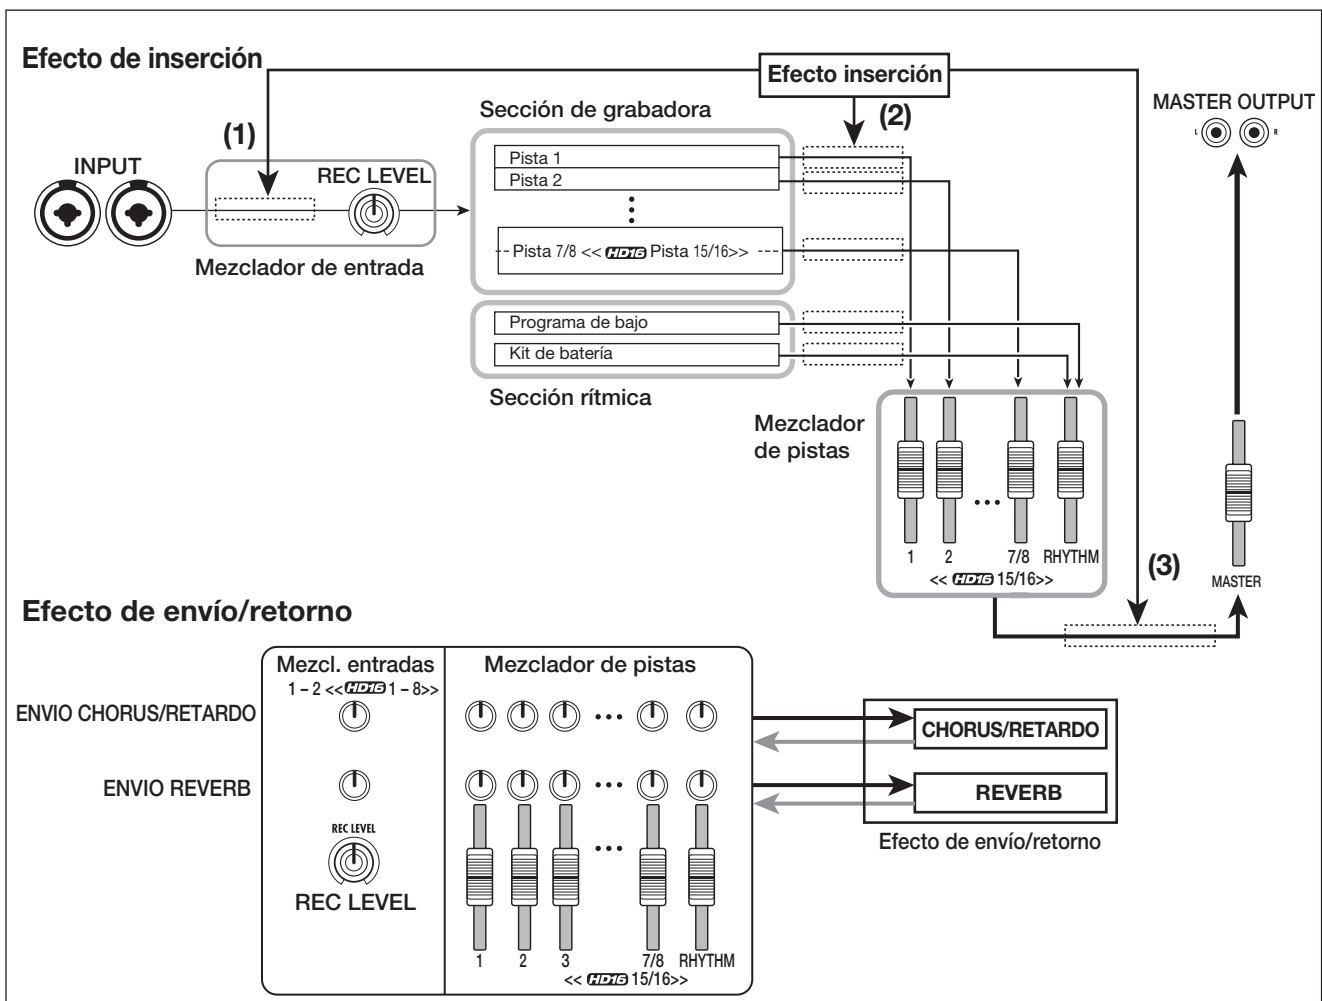 Efecto de inserción
Efecto inserción
MASTER OUTPUT
L R
Sección de grabadora
(1)
(2)
INPUT
REC LEVEL
Pista 1
Pista 2
Pista 7/8 << HD16 Pista 15/16>>
Mezclador de entrada
Programa de bajo
Kit de batería
Sección rítmica
Mezclador
de pistas
1 2 7/8 RHYTHM
<< HD16 15/16>>
(3)
MASTER
Efecto de envío/retorno
Mezcl. entradas
1 – 2 << HD16 1 – 8>>
Mezclador de pistas
ENVIO CHORUS/RETARDO
CHORUS/RETARDO
ENVIO REVERB
REVERB
Efecto de envío/retorno
REC LEVEL
REC LEVEL
1 2 3 7/8 RHYTHM
<< HD16 15/16>>